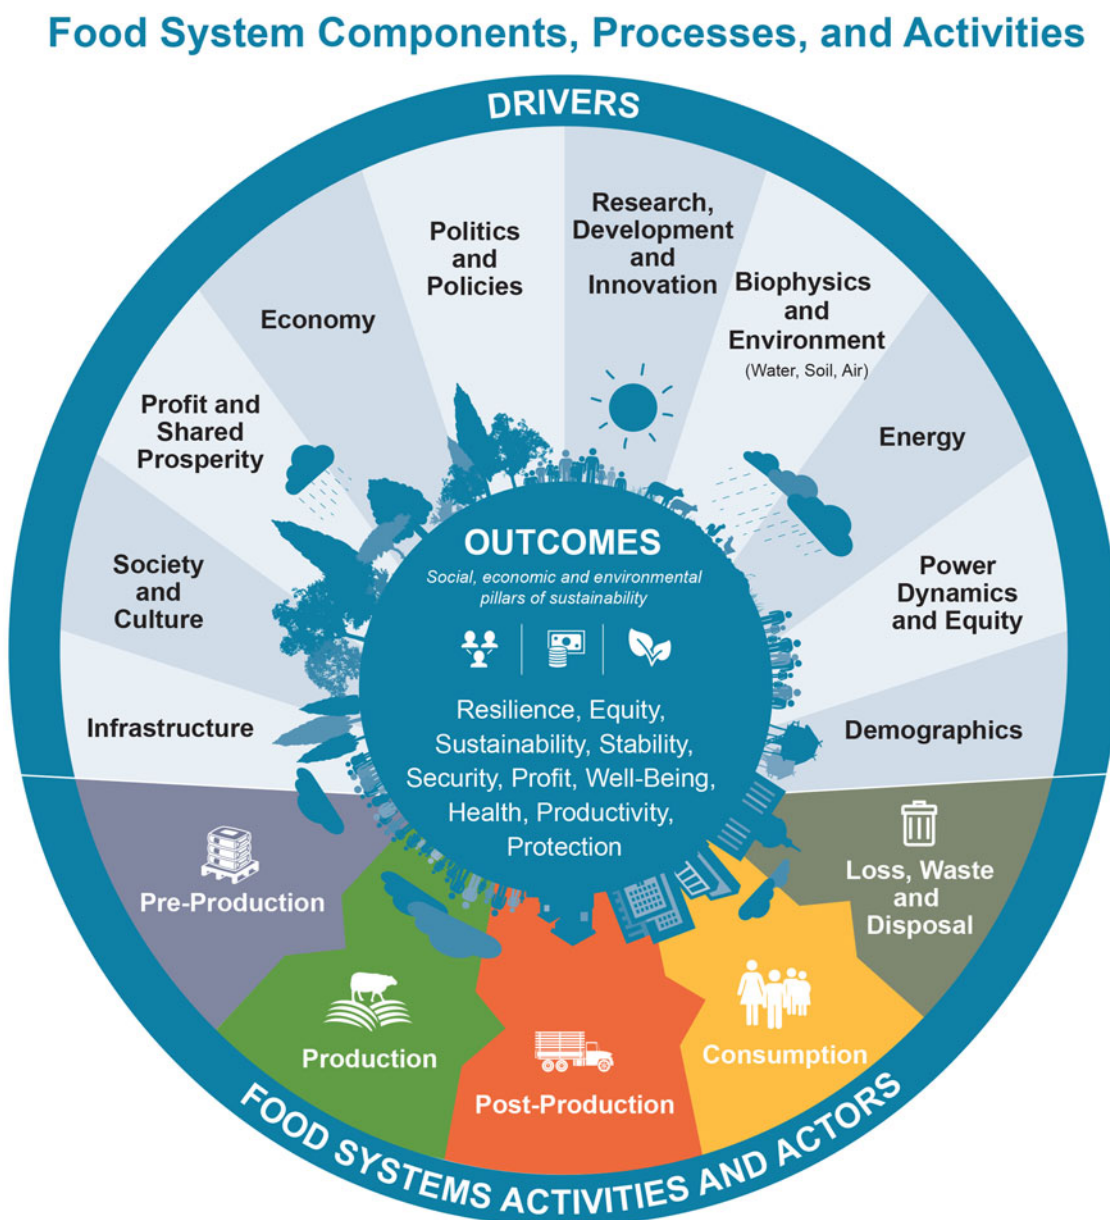 Food System Components, Processes, and Activities
DRIVERS
Infrastructure
Society
and
Culture
Profit and
Shared
Prosperity
Economy
Politics
and
Policies
Research,
Development
and
Innovation
Biophysics
and
Environment
(Water, Soil, Air)
Energy
Power
Dynamics
and Equity
Demographics
OUTCOMES
Social, economic and environmental
pillars of sustainability
Resilience, Equity,
Sustainability, Stability,
Security, Profit, Well-Being,
Health, Productivity,
Protection
Pre-Production
Production
Post-Production
Consumption
Loss, Waste
and
Disposal
FOOD SYSTEMS ACTIVITIES AND ACTORS